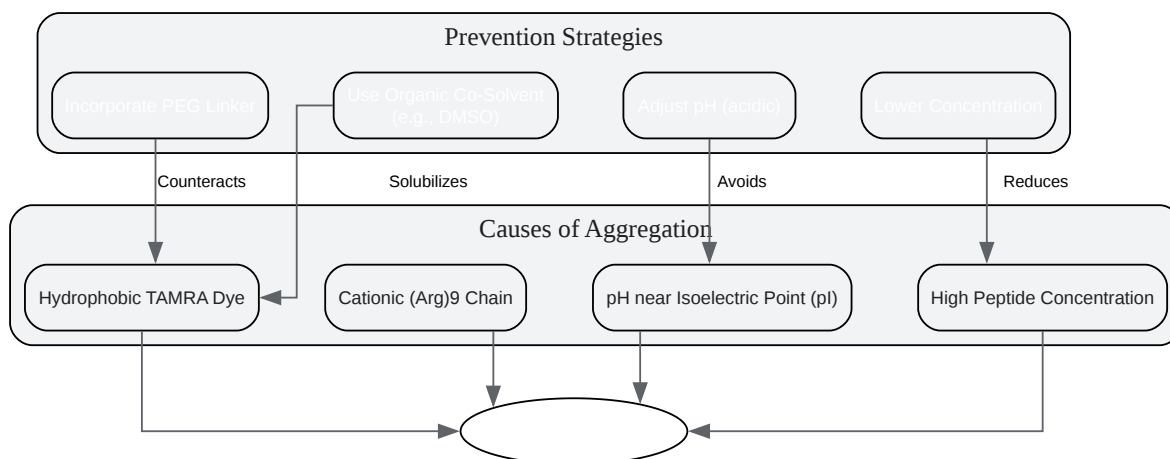 Prevention Strategies
Incorporate PEG Linker
Use Organic Co-Solvent
(e.g., DMSO)
Adjust pH (acidic)
Lower Concentration
Counteracts
Solubilizes
Avoids
Reduces
Causes of Aggregation
Hydrophobic TAMRA Dye
Cationic (Arg)9 Chain
pH near Isoelectric Point (pI)
High Peptide Concentration